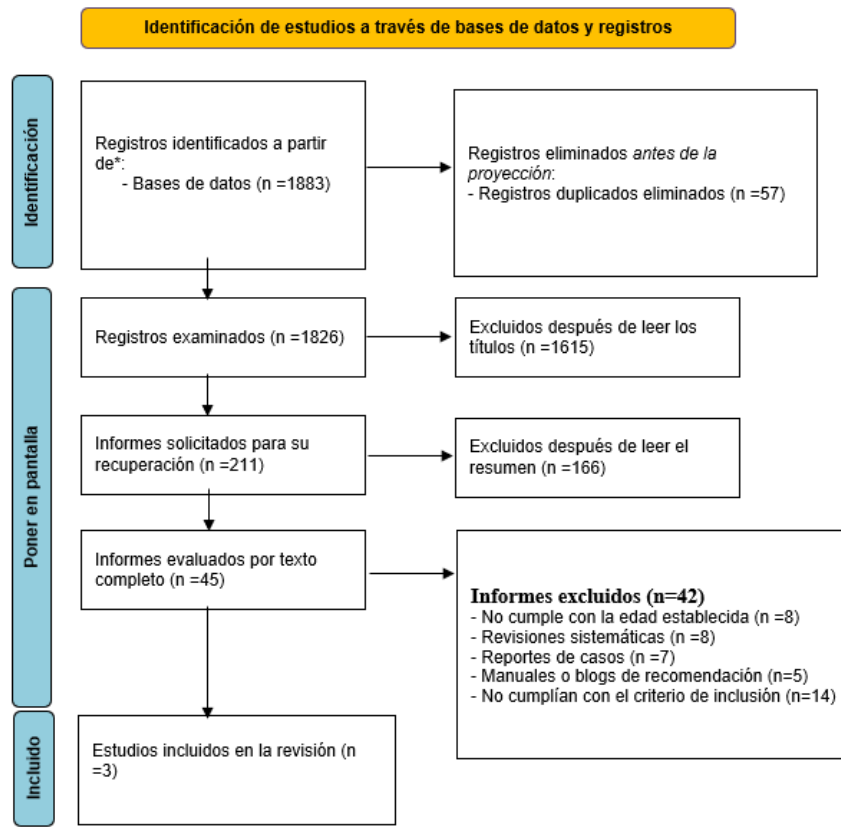 Identificación de estudios a través de bases de datos y registros
Identificación
Registros identificados a partir
de*:
- Bases de datos (n =1883)
Registros eliminados antes de la
proyección:
- Registros duplicados eliminados (n =57)
Poner en pantalla
Registros examinados (n =1826)
Excluidos después de leer los
títulos (n =1615)
Informes solicitados para su
recuperación (n =211)
Excluidos después de leer el
resumen (n =166)
Informes evaluados por texto
completo (n =45)
Informes excluidos (n=42)
- No cumple con la edad establecida (n =8)
- Revisiones sistemáticas (n =8)
- Reportes de casos (n =7)
- Manuales o blogs de recomendación (n=5)
- No cumplían con el criterio de inclusión (n=14)
Incluido
Estudios incluidos en la revisión (n
=3)